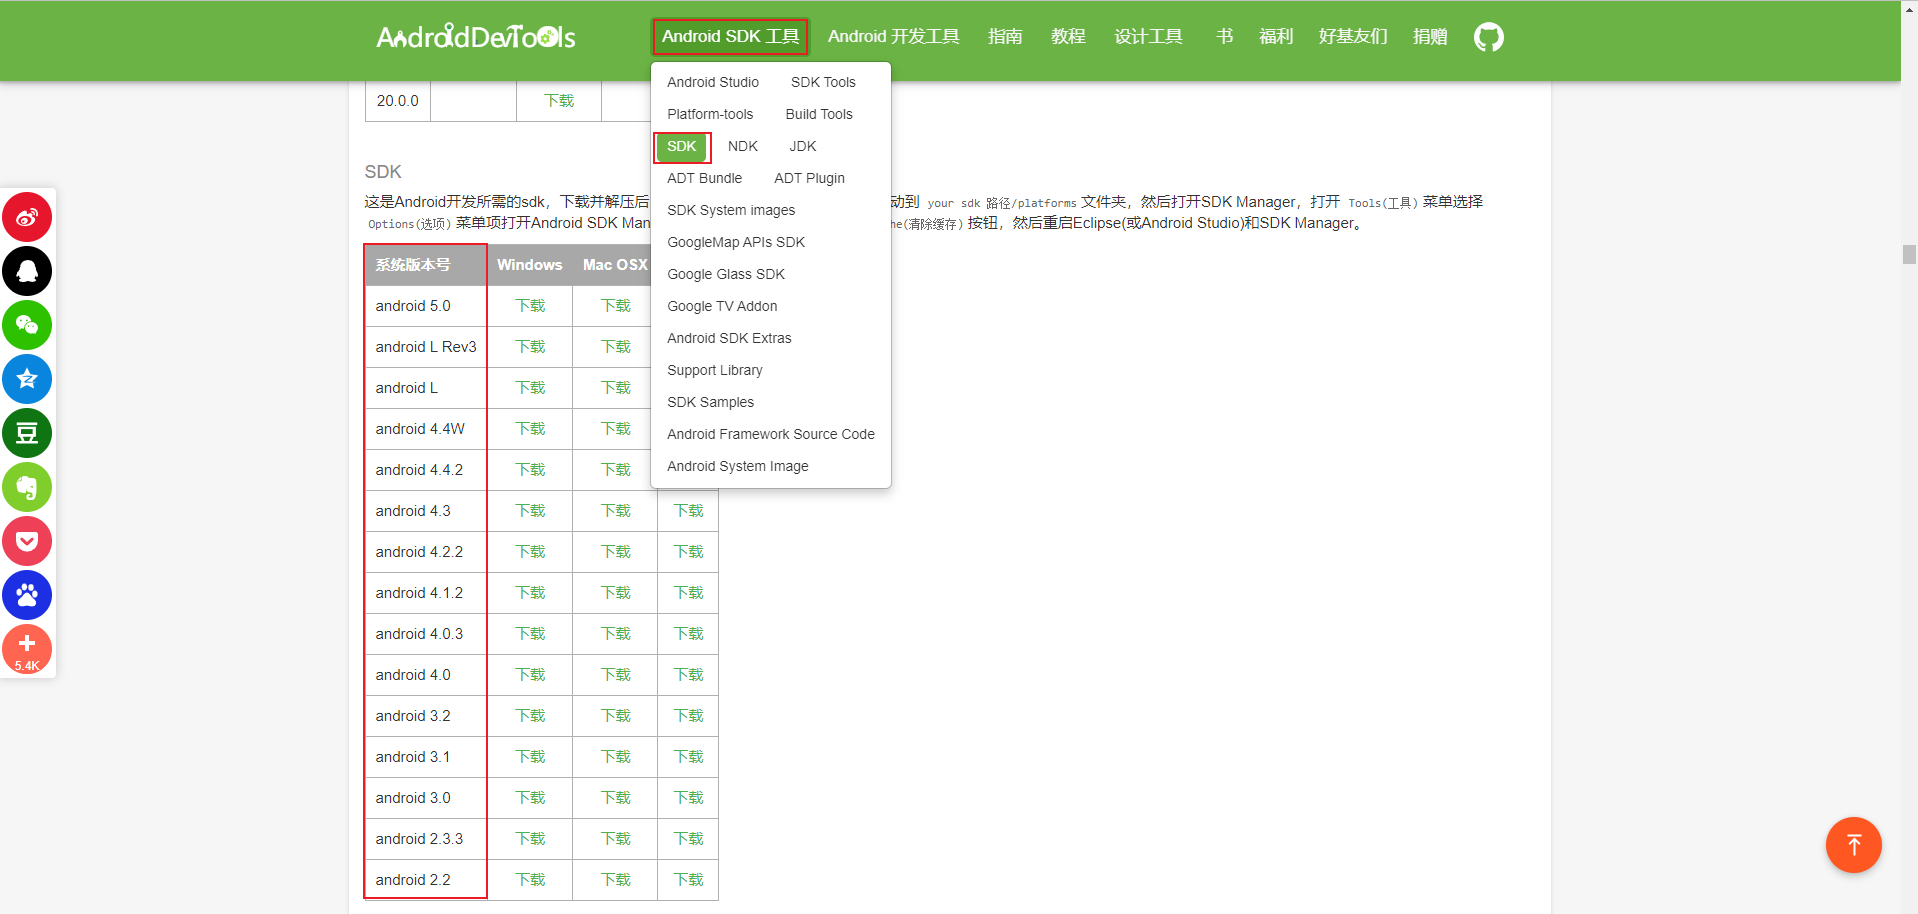 AndroidDevTools
Android SDK 工具 Android 开发工具 指南 教程 设计工具 书 福利 好基友们 捐赠
Android Studio SDK Tools
Platform-tools Build Tools
SDK NDK JDK
ADT Bundle ADT Plugin
SDK System images
GoogleMap APIs SDK
Google Glass SDK
Google TV Addon
Android SDK Extras
Support Library
SDK Samples
Android Framework Source Code
Android System Image
20.0.0 下载
SDK
这是Android开发所需的sdk，下载并解压后 动到 your sdk 路径/platforms 文件夹，然后打开SDK Manager，打开 Tools(工具) 菜单选择
Options(选项) 菜单项打开Android SDK Man he(清除缓存) 按钮，然后重启Eclipse(或Android Studio)和SDK Manager。
系统版本号 Windows Mac OSX
android 5.0 下载 下载
android L Rev3 下载 下载
android L 下载 下载
android 4.4W 下载 下载
android 4.4.2 下载 下载
android 4.3 下载 下载 下载
android 4.2.2 下载 下载 下载
android 4.1.2 下载 下载 下载
android 4.0.3 下载 下载 下载
android 4.0 下载 下载 下载
android 3.2 下载 下载 下载
android 3.1 下载 下载 下载
android 3.0 下载 下载 下载
android 2.3.3 下载 下载 下载
android 2.2 下载 下载 下载
豆
5.4K